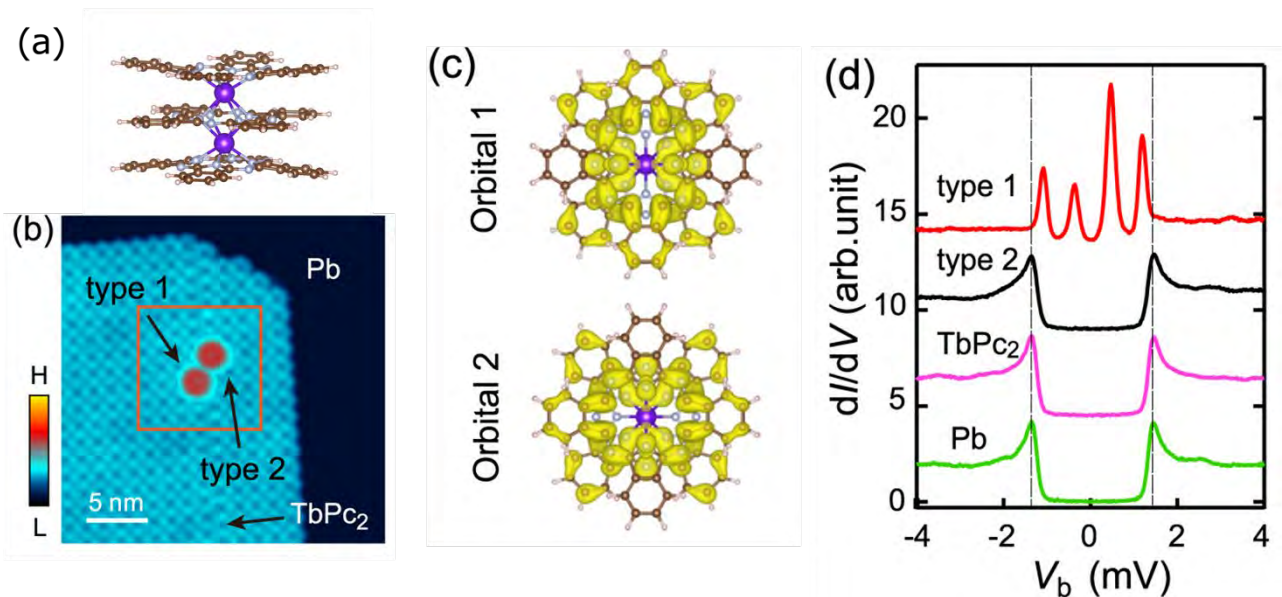 (a)
(b)
Pb
type 1
type 2
TbPc₂
H
L
5 nm
(c)
Orbital 1
Orbital 2
(d)
dI/dV (arb.unit)
20
15
10
5
0
type 1
type 2
TbPc₂
Pb
-4
-2
0
2
4
V_b (mV)